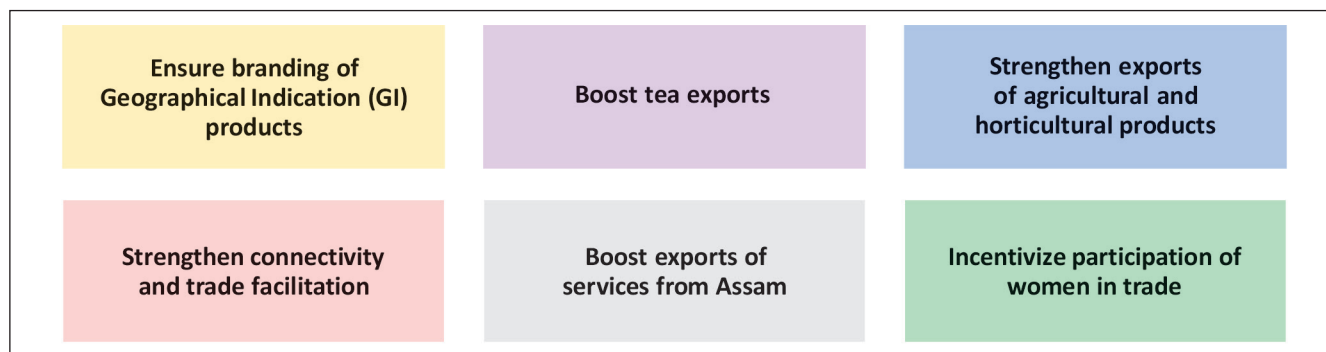 Ensure branding of
Geographical Indication (GI)
products
Boost tea exports
Strengthen exports
of agricultural and
horticultural products
Strengthen connectivity
and trade facilitation
Boost exports of
services from Assam
Incentivize participation of
women in trade